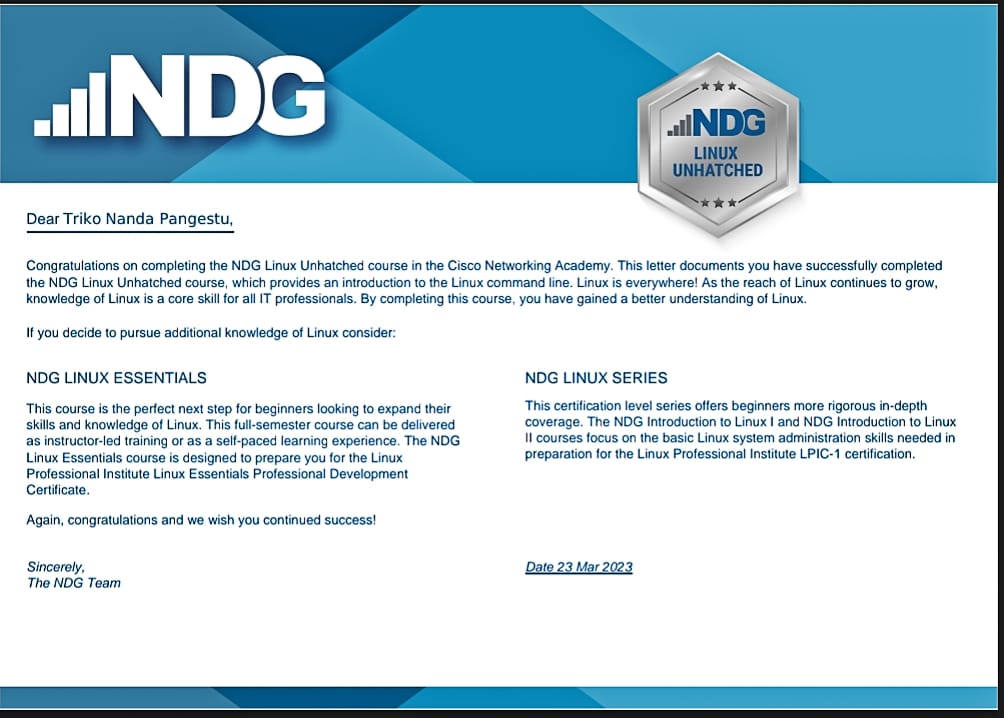 NDG
NDG
LINUX
UNHATCHED
Dear Triko Nanda Pangestu,
Congratulations on completing the NDG Linux Unhatched course in the Cisco Networking Academy. This letter documents you have successfully completed
the NDG Linux Unhatched course, which provides an introduction to the Linux command line. Linux is everywhere! As the reach of Linux continues to grow,
knowledge of Linux is a core skill for all IT professionals. By completing this course, you have gained a better understanding of Linux.
If you decide to pursue additional knowledge of Linux consider:
NDG LINUX ESSENTIALS
This course is the perfect next step for beginners looking to expand their
skills and knowledge of Linux. This full-semester course can be delivered
as instructor-led training or as a self-paced learning experience. The NDG
Linux Essentials course is designed to prepare you for the Linux
Professional Institute Linux Essentials Professional Development
Certificate.
Again, congratulations and we wish you continued success!
Sincerely,
The NDG Team
NDG LINUX SERIES
This certification level series offers beginners more rigorous in-depth
coverage. The NDG Introduction to Linux I and NDG Introduction to Linux
II courses focus on the basic Linux system administration skills needed in
preparation for the Linux Professional Institute LPIC-1 certification.
Date 23 Mar 2023